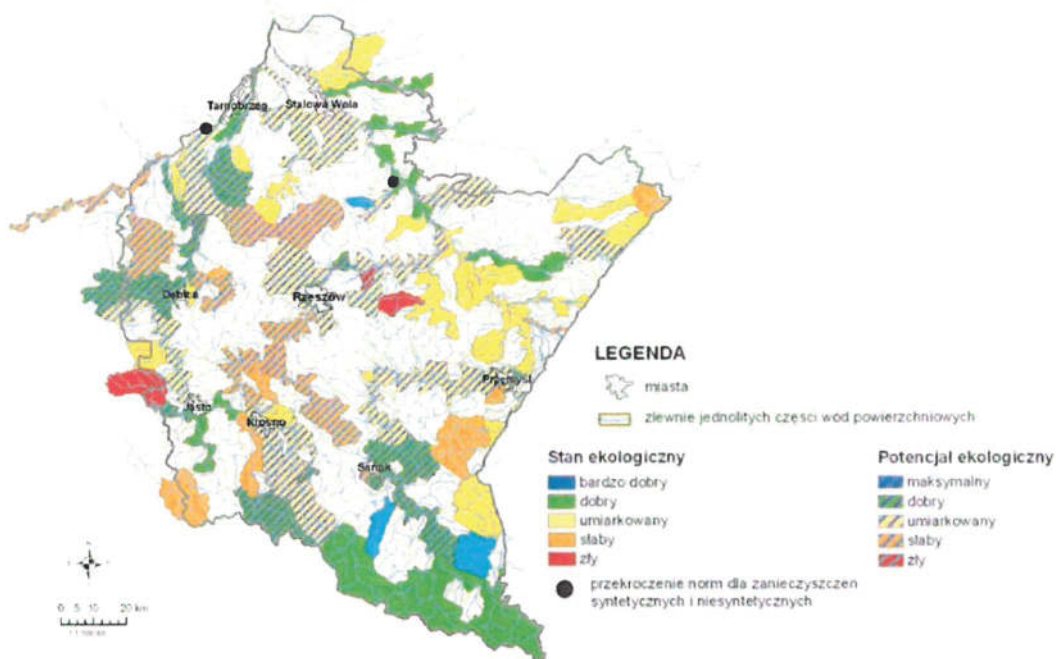 Tarnobrzeg
Stalowa Wola
Dębica
Rzeszów
Przemyśl
Jasło
Krosno
Sanok
LEGENDA
miasta
zlewnie jednolitych części wód powierzchniowych
Stan ekologiczny
bardzo dobry
dobry
umiarkowany
słaby
zły
Potencjał ekologiczny
maksymalny
dobry
umiarkowany
słaby
zły
przekroczenie norm dla zanieczyszczeń
syntetycznych i niesyntetycznych
0 5 10 20 km